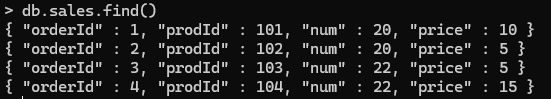 > db.sales.find()
{ "orderId" : 1, "prodId" : 101, "num" : 20, "price" : 10 }
{ "orderId" : 2, "prodId" : 102, "num" : 20, "price" : 5 }
{ "orderId" : 3, "prodId" : 103, "num" : 22, "price" : 5 }
{ "orderId" : 4, "prodId" : 104, "num" : 22, "price" : 15 }